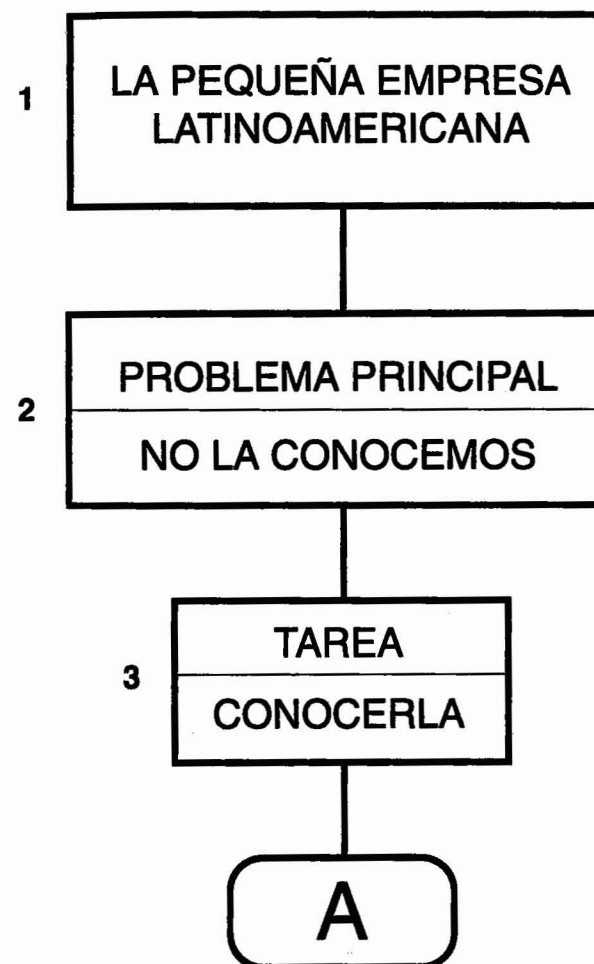 1
LA PEQUEÑA EMPRESA
LATINOAMERICANA
2
PROBLEMA PRINCIPAL
NO LA CONOCEMOS
3
TAREA
CONOCERLA
A